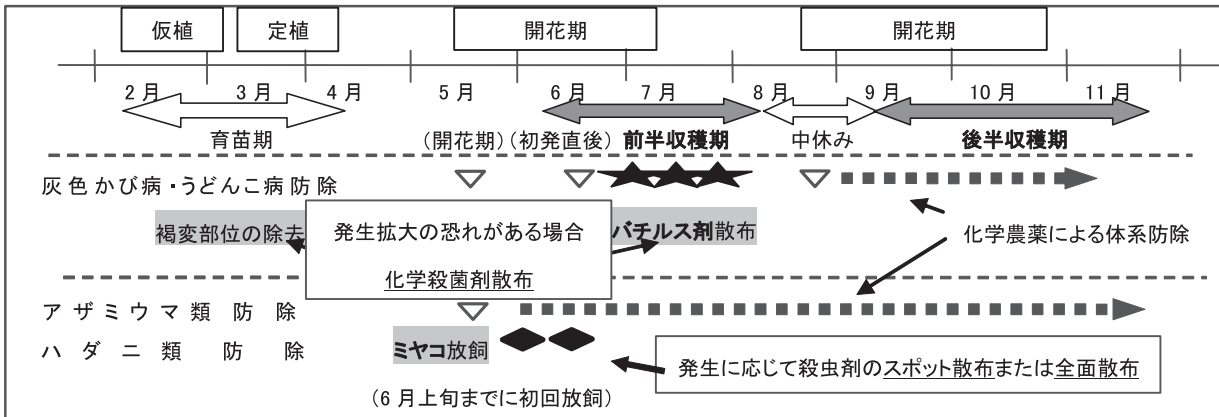 仮植 定植 開花期 開花期
2月 3月 4月 5月 6月 7月 8月 9月 10月 11月
育苗期 (開花期) (初発直後) 前半収穫期 中休み 後半収穫期
灰色かび病・うどんこ病防除
褐変部位の除去 発生拡大の恐れがある場合 バチルス剤散布 化学農薬による体系防除
化学殺菌剤散布
アザミウマ類防除
ハダニ類防除 ミヤコ放飼
発生に応じて殺虫剤のスポット散布または全面散布
(6月上旬までに初回放飼)